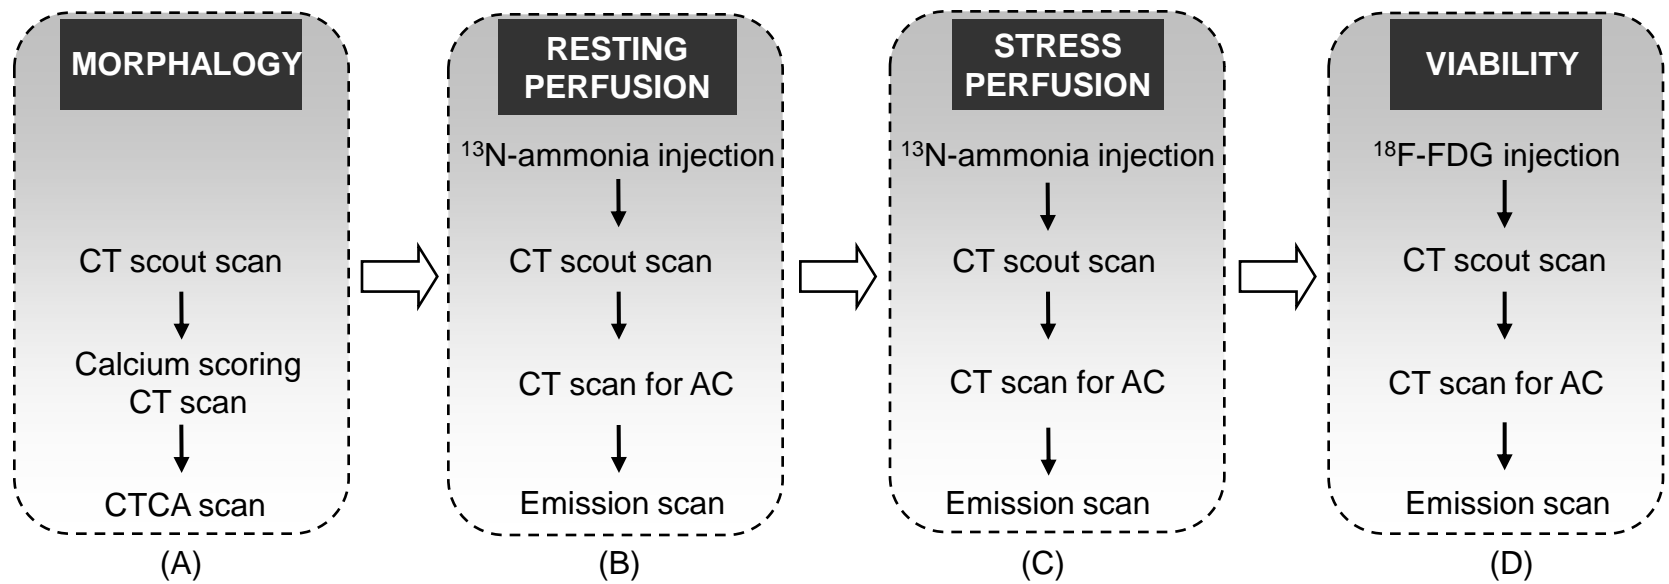 MORPHALOGY
CT scout scan
Calcium scoring
CT scan
CTCA scan
(A)
RESTING
PERFUSION
¹³N-ammonia injection
CT scout scan
CT scan for AC
Emission scan
(B)
STRESS
PERFUSION
¹³N-ammonia injection
CT scout scan
CT scan for AC
Emission scan
(C)
VIABILITY
¹⁸F-FDG injection
CT scout scan
CT scan for AC
Emission scan
(D)